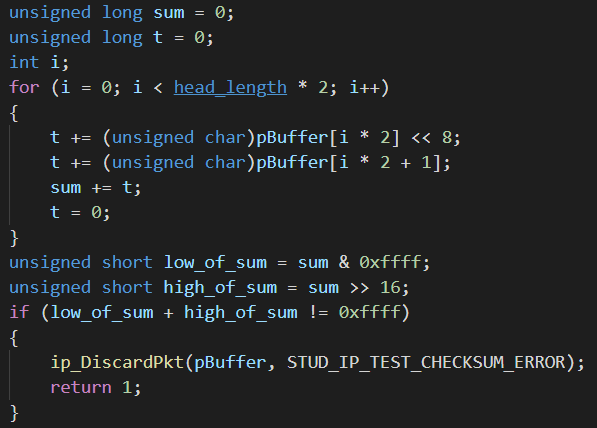 unsigned long sum = 0;
unsigned long t = 0;
int i;
for (i = 0; i < head_length * 2; i++)
{
    t += (unsigned char)pBuffer[i * 2] << 8;
    t += (unsigned char)pBuffer[i * 2 + 1];
    sum += t;
    t = 0;
}
unsigned short low_of_sum = sum & 0xffff;
unsigned short high_of_sum = sum >> 16;
if (low_of_sum + high_of_sum != 0xffff)
{
    ip_DiscardPkt(pBuffer, STUD_IP_TEST_CHECKSUM_ERROR);
    return 1;
}